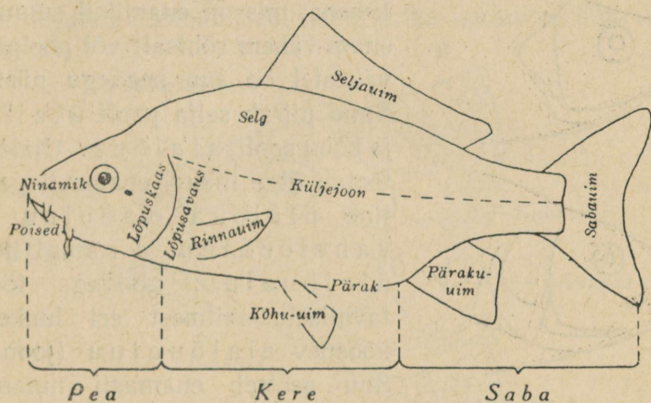 Seljauim
Selg
Ninamik
Lõpuskaas
Lõpusavaus
Küljejoon
Sabauim
Poised
Rinnauim
Pärak
Päraku-
uim
Kõhu-uim
Pea
Kere
Saba